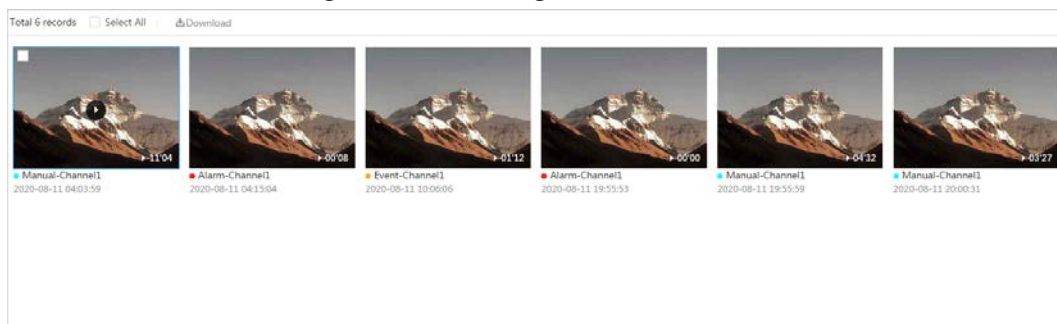 Total 6 records Select All Download
11'04 00'08 01'12 00'00 04'32 03'27
Manual-Channel1 Alarm-Channel1 Event-Channel1 Alarm-Channel1 Manual-Channel1 Manual-Channel1
2020-08-11 04:03:59 2020-08-11 04:15:04 2020-08-11 10:06:06 2020-08-11 19:55:53 2020-08-11 19:55:59 2020-08-11 20:00:31